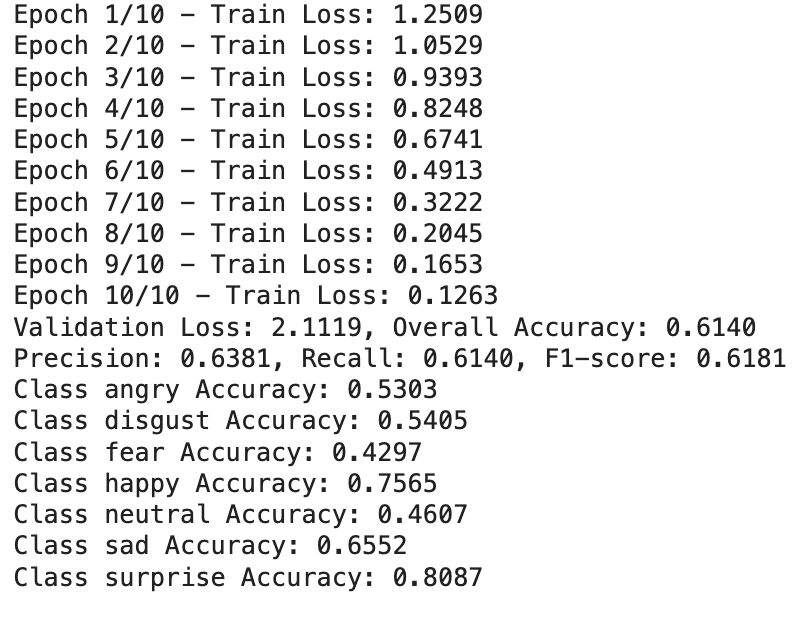 Epoch 1/10 – Train Loss: 1.2509
Epoch 2/10 – Train Loss: 1.0529
Epoch 3/10 – Train Loss: 0.9393
Epoch 4/10 – Train Loss: 0.8248
Epoch 5/10 – Train Loss: 0.6741
Epoch 6/10 – Train Loss: 0.4913
Epoch 7/10 – Train Loss: 0.3222
Epoch 8/10 – Train Loss: 0.2045
Epoch 9/10 – Train Loss: 0.1653
Epoch 10/10 – Train Loss: 0.1263
Validation Loss: 2.1119, Overall Accuracy: 0.6140
Precision: 0.6381, Recall: 0.6140, F1–score: 0.6181
Class angry Accuracy: 0.5303
Class disgust Accuracy: 0.5405
Class fear Accuracy: 0.4297
Class happy Accuracy: 0.7565
Class neutral Accuracy: 0.4607
Class sad Accuracy: 0.6552
Class surprise Accuracy: 0.8087